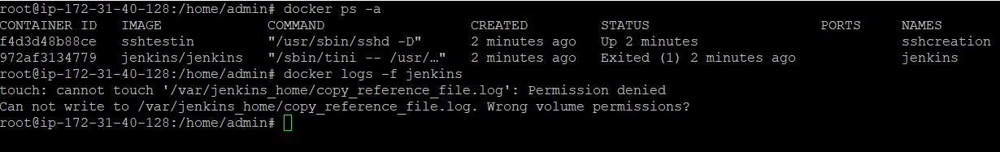 root@ip-172-31-40-128:/home/admin# docker ps -a
CONTAINER ID   IMAGE             COMMAND                  CREATED         STATUS                     PORTS     NAMES
f4d3d48b88ce   sshtestin         "/usr/sbin/sshd -D"      2 minutes ago   Up 2 minutes                         sshcreation
972af3134779   jenkins/jenkins   "/sbin/tini -- /usr/…"   2 minutes ago   Exited (1) 2 minutes ago             jenkins
root@ip-172-31-40-128:/home/admin# docker logs -f jenkins
touch: cannot touch '/var/jenkins_home/copy_reference_file.log': Permission denied
Can not write to /var/jenkins_home/copy_reference_file.log. Wrong volume permissions?
root@ip-172-31-40-128:/home/admin#